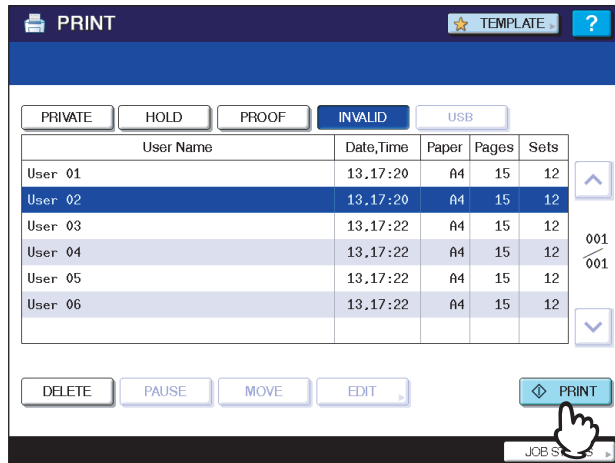 PRINT TEMPLATE ?
PRIVATE HOLD PROOF INVALID USB
User Name Date,Time Paper Pages Sets
User 01 13,17:20 A4 15 12
User 02 13,17:20 A4 15 12
User 03 13,17:22 A4 15 12
User 04 13,17:22 A4 15 12
User 05 13,17:22 A4 15 12
User 06 13,17:22 A4 15 12
001
001
DELETE PAUSE MOVE EDIT PRINT
JOB